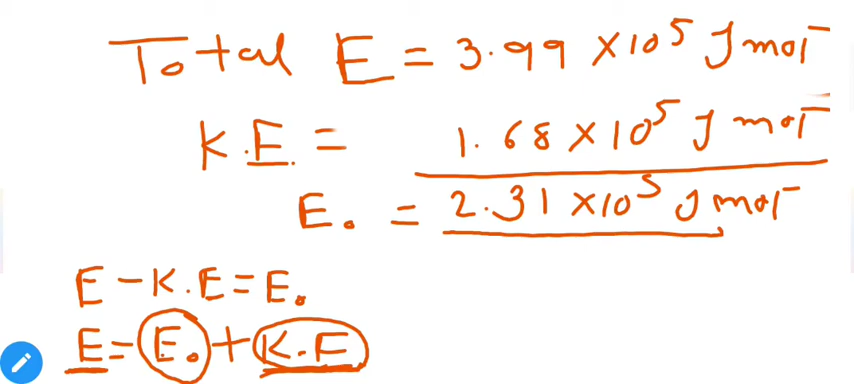 Total E = 3.99 × 10⁵ J mol⁻
K.E. = 1.68 × 10⁵ J mol⁻
E₀ = 2.31 × 10⁵ J mol⁻
E − K.E = E₀
E = E₀ + K.E